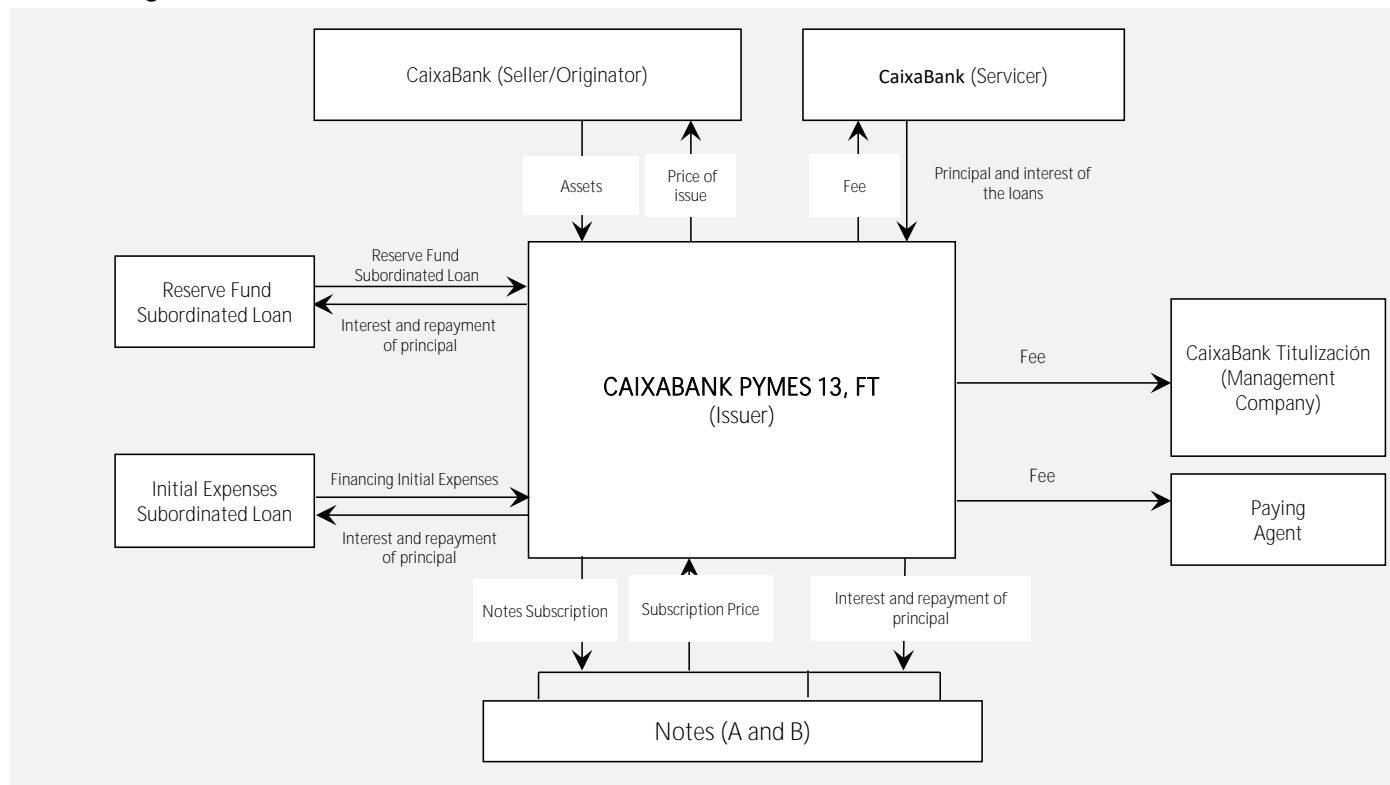 CaixaBank (Seller/Originator)
CaixaBank (Servicer)
Assets
Price of
issue
Fee
Principal and interest of
the loans
Reserve Fund
Subordinated Loan
Reserve Fund
Subordinated Loan
Interest and repayment
of principal
CAIXABANK PYMES 13, FT
(Issuer)
Fee
CaixaBank Titulización
(Management
Company)
Initial Expenses
Subordinated Loan
Financing Initial Expenses
Interest and repayment
of principal
Fee
Paying
Agent
Notes Subscription
Subscription Price
Interest and repayment of
principal
Notes (A and B)